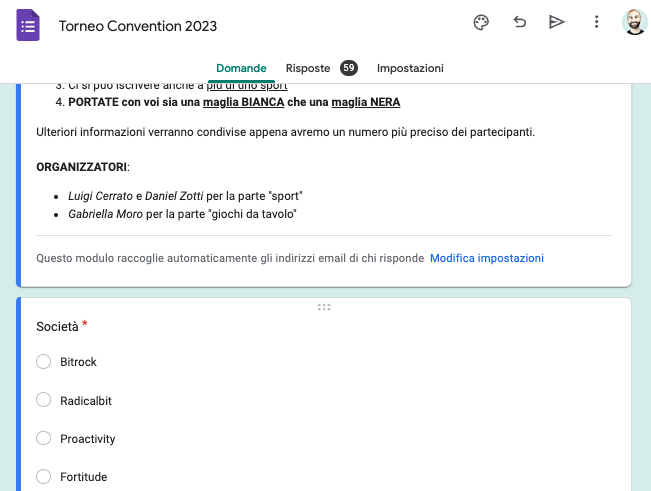 Torneo Convention 2023
Domande Risposte 59 Impostazioni
3. Ci si può iscrivere anche a più di uno sport
4. PORTATE con voi sia una maglia BIANCA che una maglia NERA
Ulteriori informazioni verranno condivise appena avremo un numero più preciso dei partecipanti.
ORGANIZZATORI:
• Luigi Cerrato e Daniel Zotti per la parte "sport"
• Gabriella Moro per la parte "giochi da tavolo"
Questo modulo raccoglie automaticamente gli indirizzi email di chi risponde Modifica impostazioni
Società *
Bitrock
Radicalbit
Proactivity
Fortitude